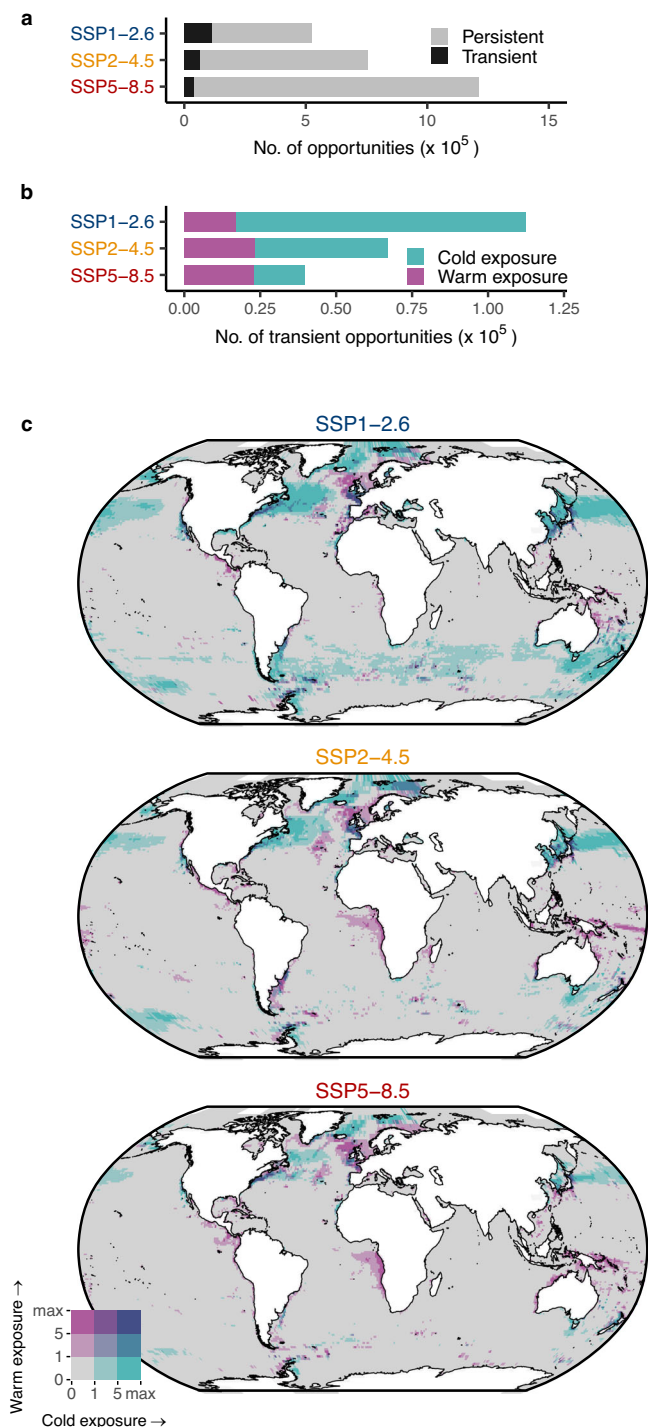 a
SSP1−2.6
SSP2−4.5
SSP5−8.5
Persistent
Transient
0 5 10 15
No. of opportunities (x 10⁵ )
b
SSP1−2.6
SSP2−4.5
SSP5−8.5
Cold exposure
Warm exposure
0.00 0.25 0.50 0.75 1.00 1.25
No. of transient opportunities (x 10⁵ )
c
SSP1−2.6
SSP2−4.5
SSP5−8.5
Warm exposure →
max
5
1
0
0 1 5 max
Cold exposure →